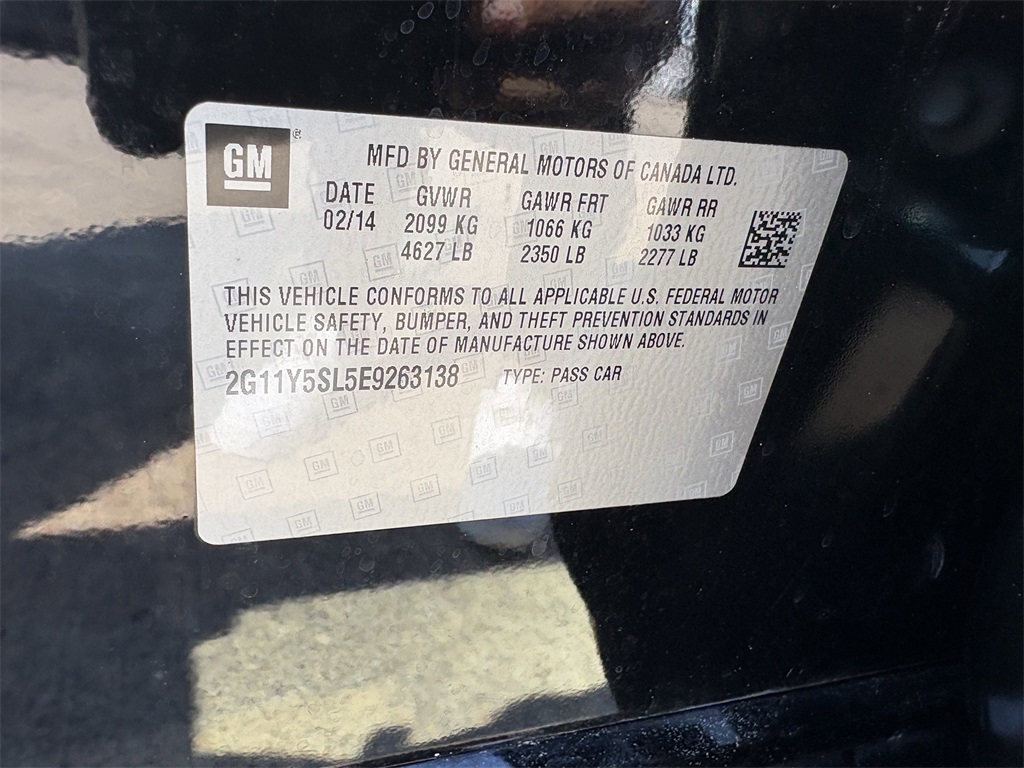 GM
MFD BY GENERAL MOTORS OF CANADA LTD.
DATE GVWR GAWR FRT GAWR RR
02/14 2099 KG 1066 KG 1033 KG
4627 LB 2350 LB 2277 LB
THIS VEHICLE CONFORMS TO ALL APPLICABLE U.S. FEDERAL MOTOR
VEHICLE SAFETY, BUMPER, AND THEFT PREVENTION STANDARDS IN
EFFECT ON THE DATE OF MANUFACTURE SHOWN ABOVE.
2G11Y5SL5E9263138 TYPE: PASS CAR